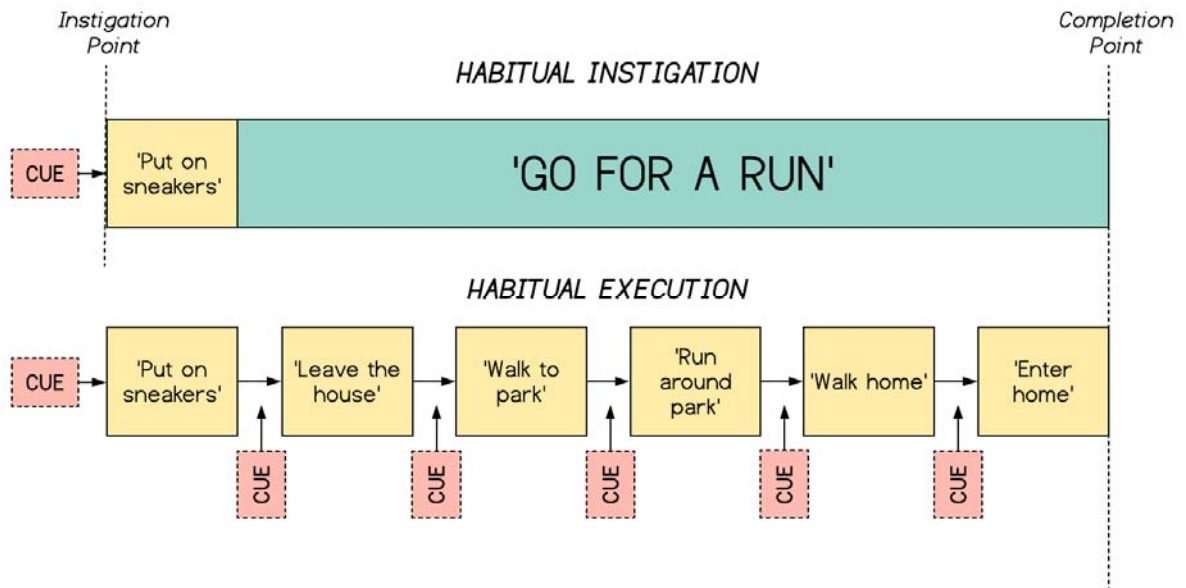 Instigation
Point
Completion
Point
HABITUAL INSTIGATION
CUE
'Put on
sneakers'
'GO FOR A RUN'
HABITUAL EXECUTION
CUE
'Put on
sneakers'
'Leave the
house'
'Walk to
park'
'Run
around
park'
'Walk home'
'Enter
home'
CUE
CUE
CUE
CUE
CUE